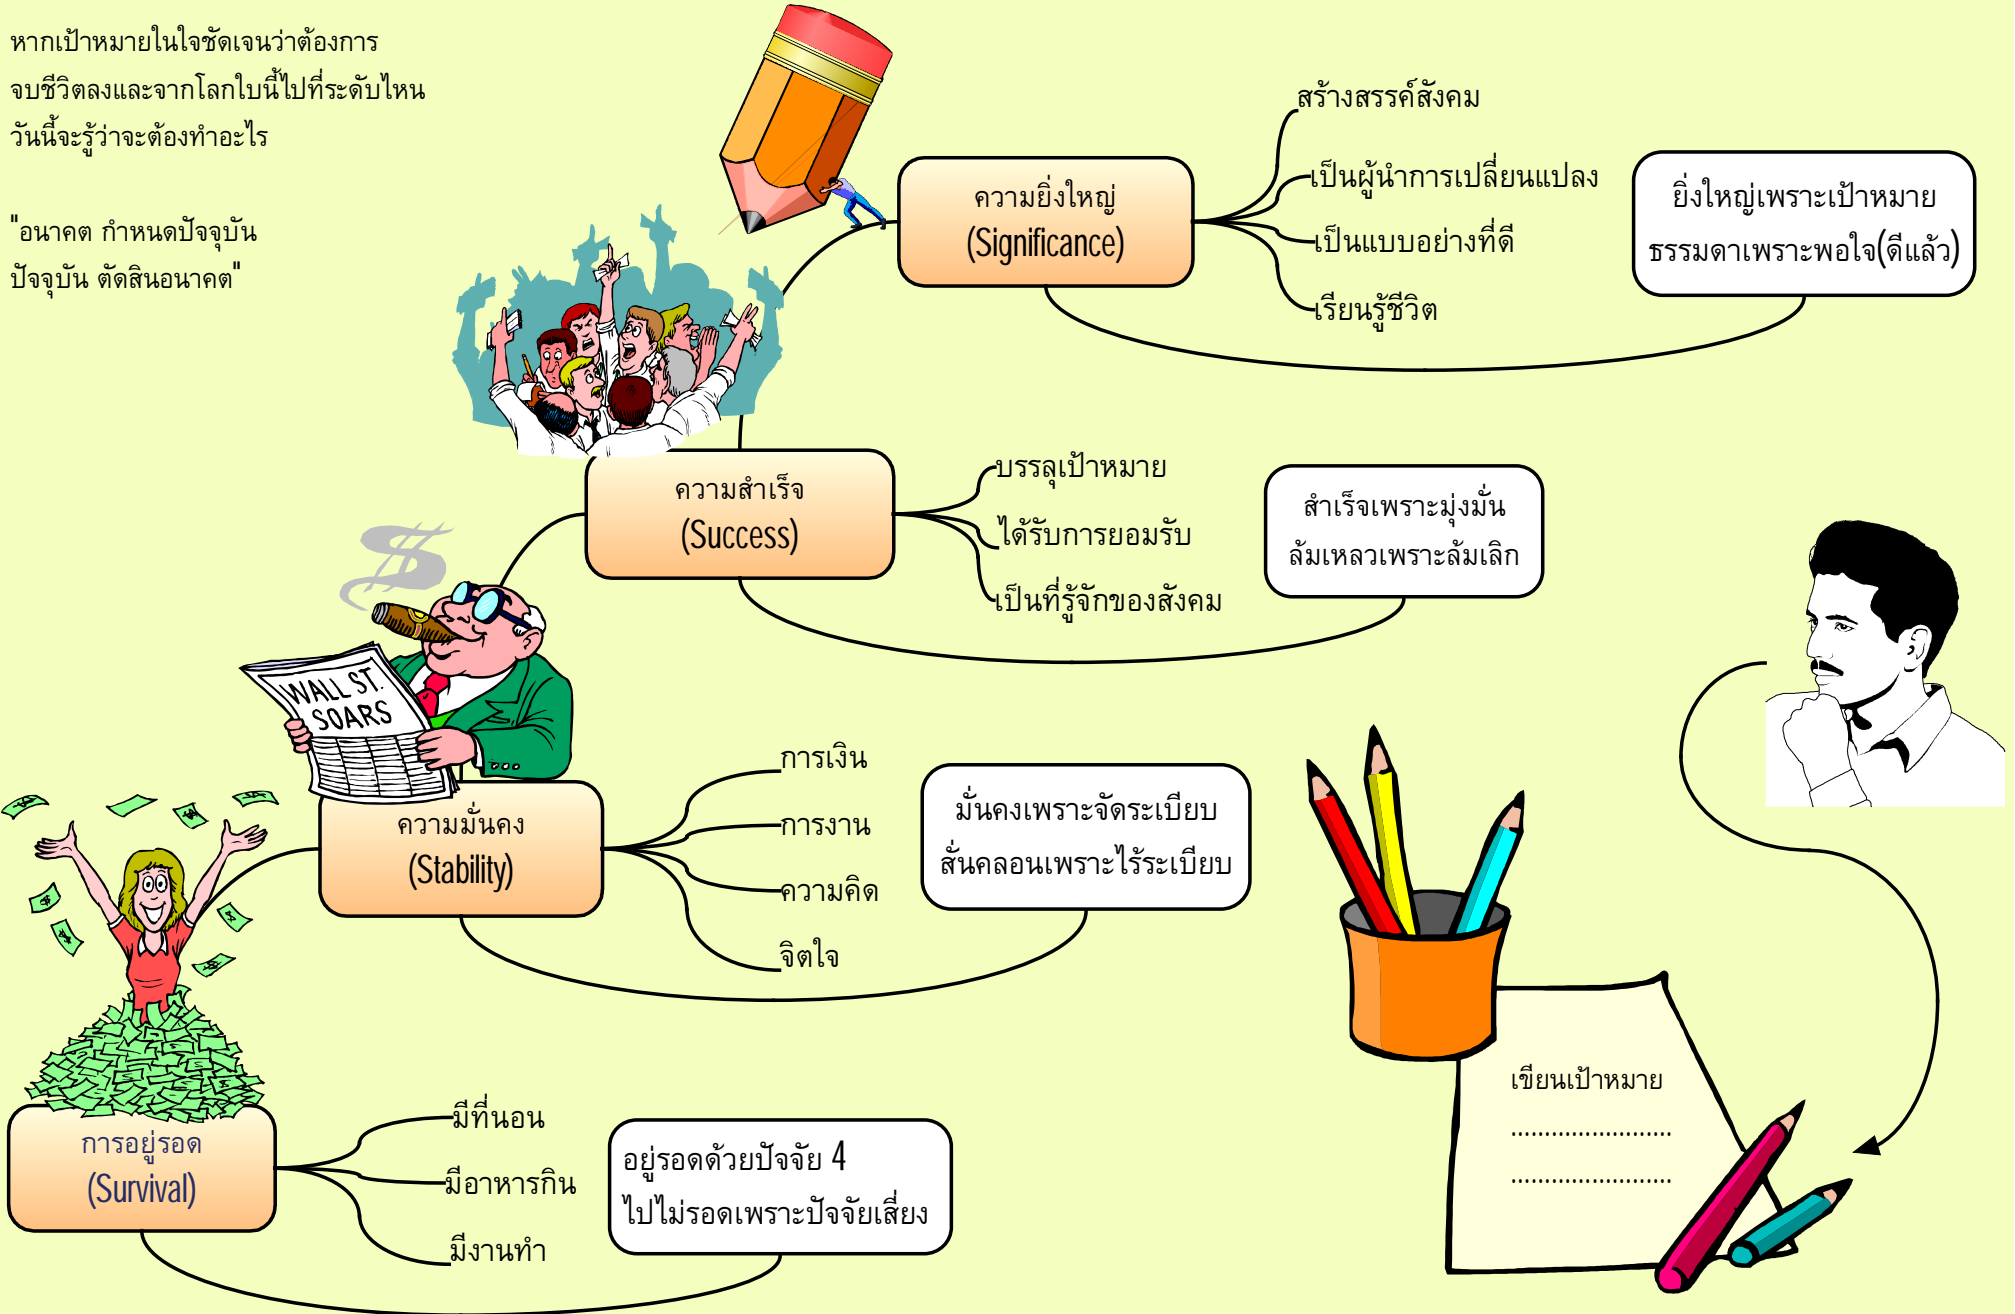 หากเป้าหมายในใจชัดเจนว่าต้องการ
จบชีวิตลงและจากโลกใบนี้ไปที่ระดับไหน
วันนี้จะรู้ว่าจะต้องทำอะไร
"อนาคต กำหนดปัจจุบัน
ปัจจุบัน ตัดสินอนาคต"
ความยิ่งใหญ่
(Significance)
สร้างสรรค์สังคม
เป็นผู้นำการเปลี่ยนแปลง
เป็นแบบอย่างที่ดี
เรียนรู้ชีวิต
ยิ่งใหญ่เพราะเป้าหมาย
ธรรมดาเพราะพอใจ(ดีแล้ว)
ความสำเร็จ
(Success)
บรรลุเป้าหมาย
ได้รับการยอมรับ
เป็นที่รู้จักของสังคม
สำเร็จเพราะมุ่งมั่น
ล้มเหลวเพราะล้มเลิก
WALL ST.
SOARS
ความมั่นคง
(Stability)
การเงิน
การงาน
ความคิด
จิตใจ
มั่นคงเพราะจัดระเบียบ
สั่นคลอนเพราะไร้ระเบียบ
การอยู่รอด
(Survival)
มีที่นอน
มีอาหารกิน
มีงานทำ
อยู่รอดด้วยปัจจัย 4
ไปไม่รอดเพราะปัจจัยเสี่ยง
เขียนเป้าหมาย
........................
........................